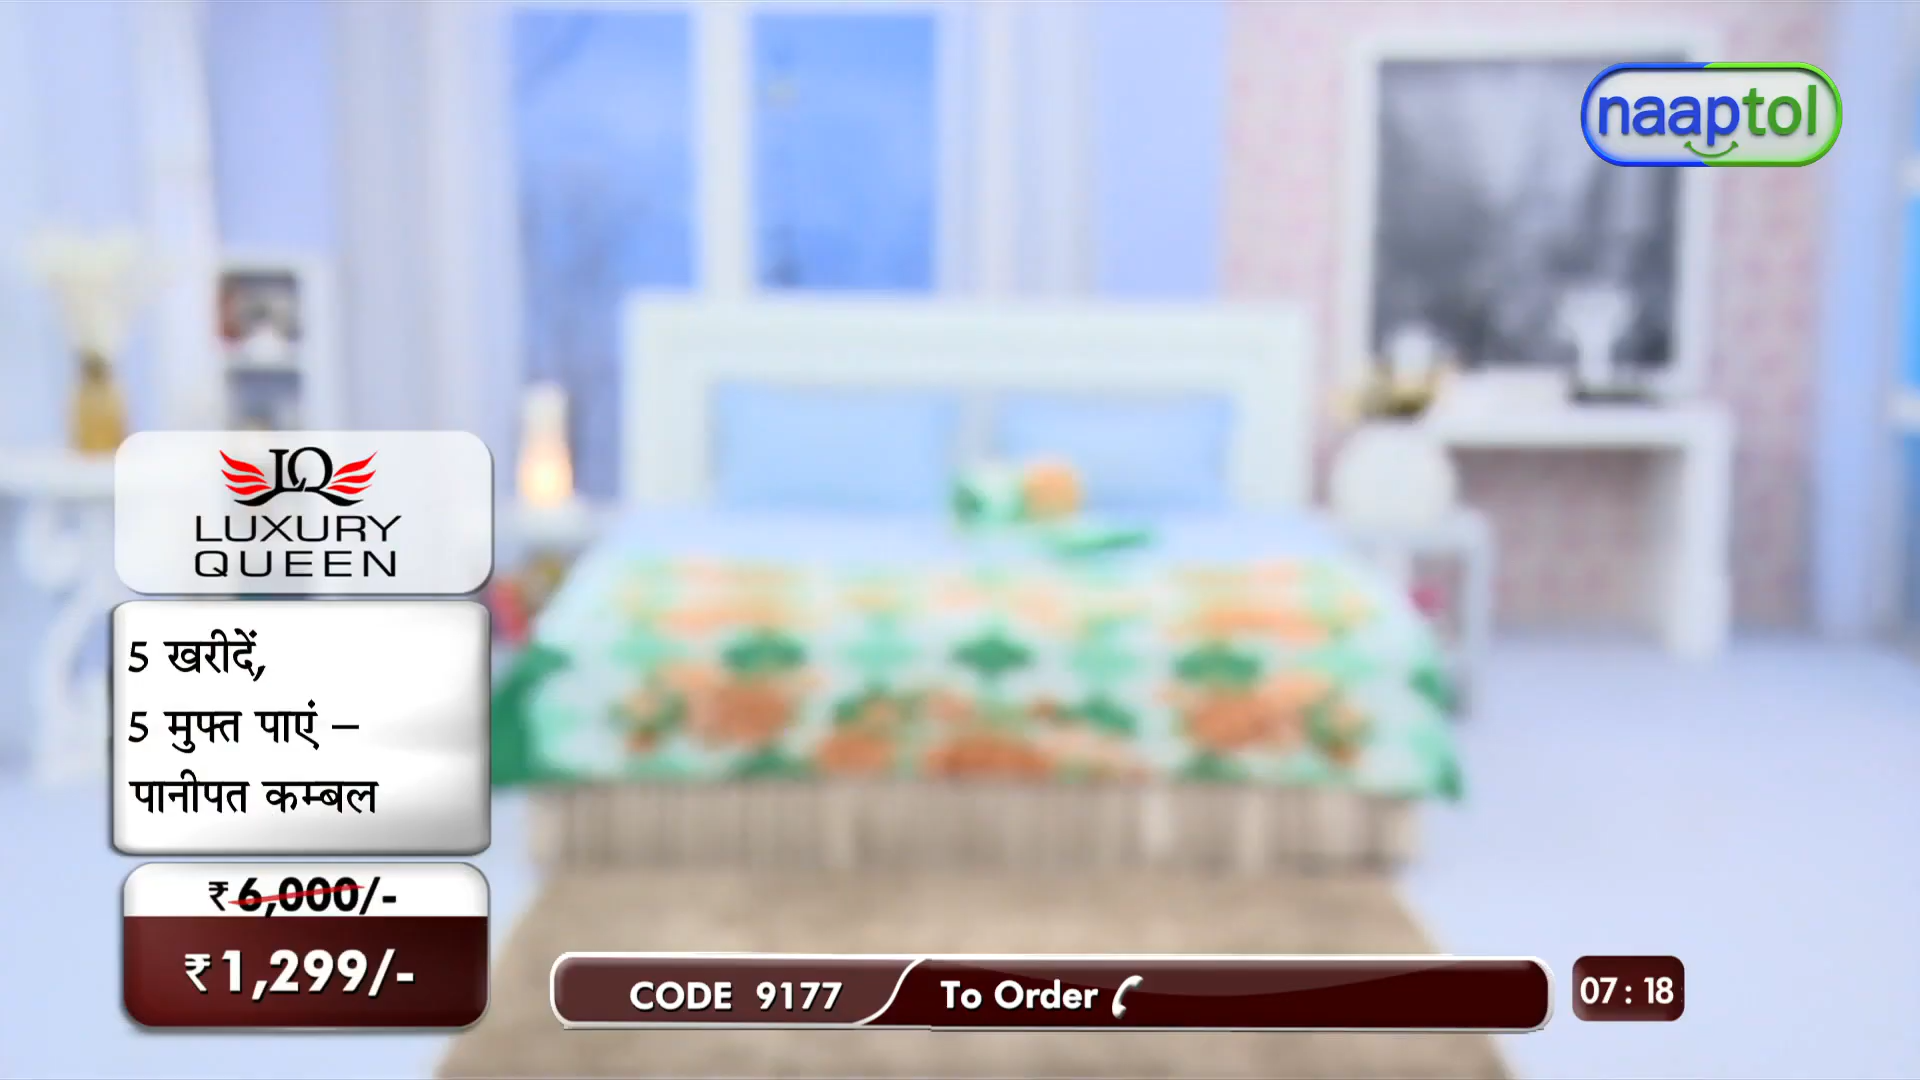 naaptol
LQ
LUXURY
QUEEN
5 खरीदें,
5 मुफ्त पाएं –
पानीपत कम्बल
₹6,000/-
₹1,299/-
CODE 9177 To Order
07:18